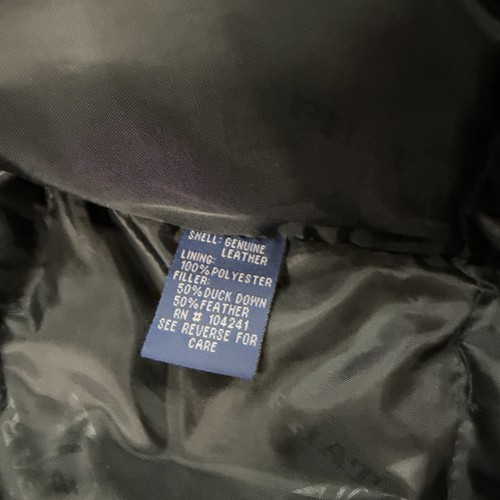 SHELL: GENUINE
LEATHER
LINING:
100% POLYESTER
FILLER:
50% DUCK DOWN
50% FEATHER
RN # 104241
SEE REVERSE FOR
CARE